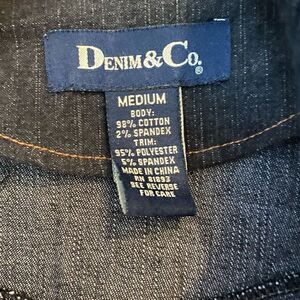 DENIM & CO.®
MEDIUM
BODY:
98% COTTON
2% SPANDEX
TRIM:
95% POLYESTER
5% SPANDEX
MADE IN CHINA
RN 81893
SEE REVERSE
FOR CARE